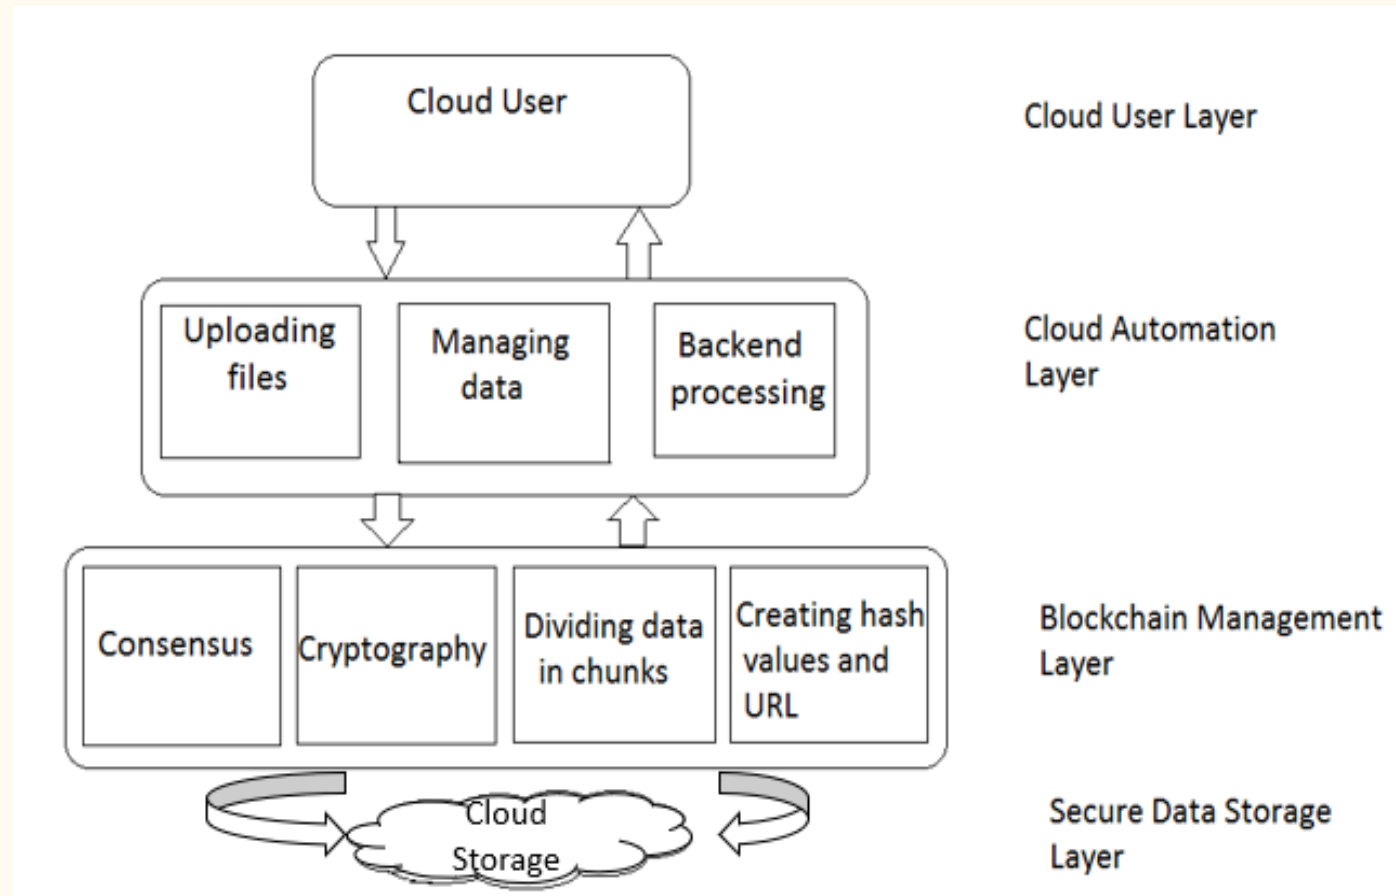 Cloud User
Cloud User Layer
Uploading
files
Managing
data
Backend
processing
Cloud Automation
Layer
Consensus
Cryptography
Dividing data
in chunks
Creating hash
values and
URL
Blockchain Management
Layer
Cloud
Storage
Secure Data Storage
Layer